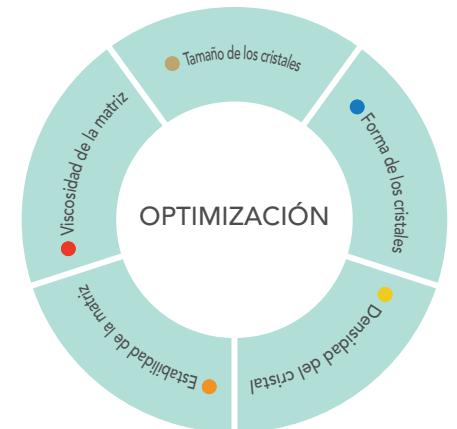 Tamaño de los cristales
Forma de los cristales
Densidad del cristal
Estabilidad de la matriz
Viscosidad de la matriz
OPTIMIZACIÓN